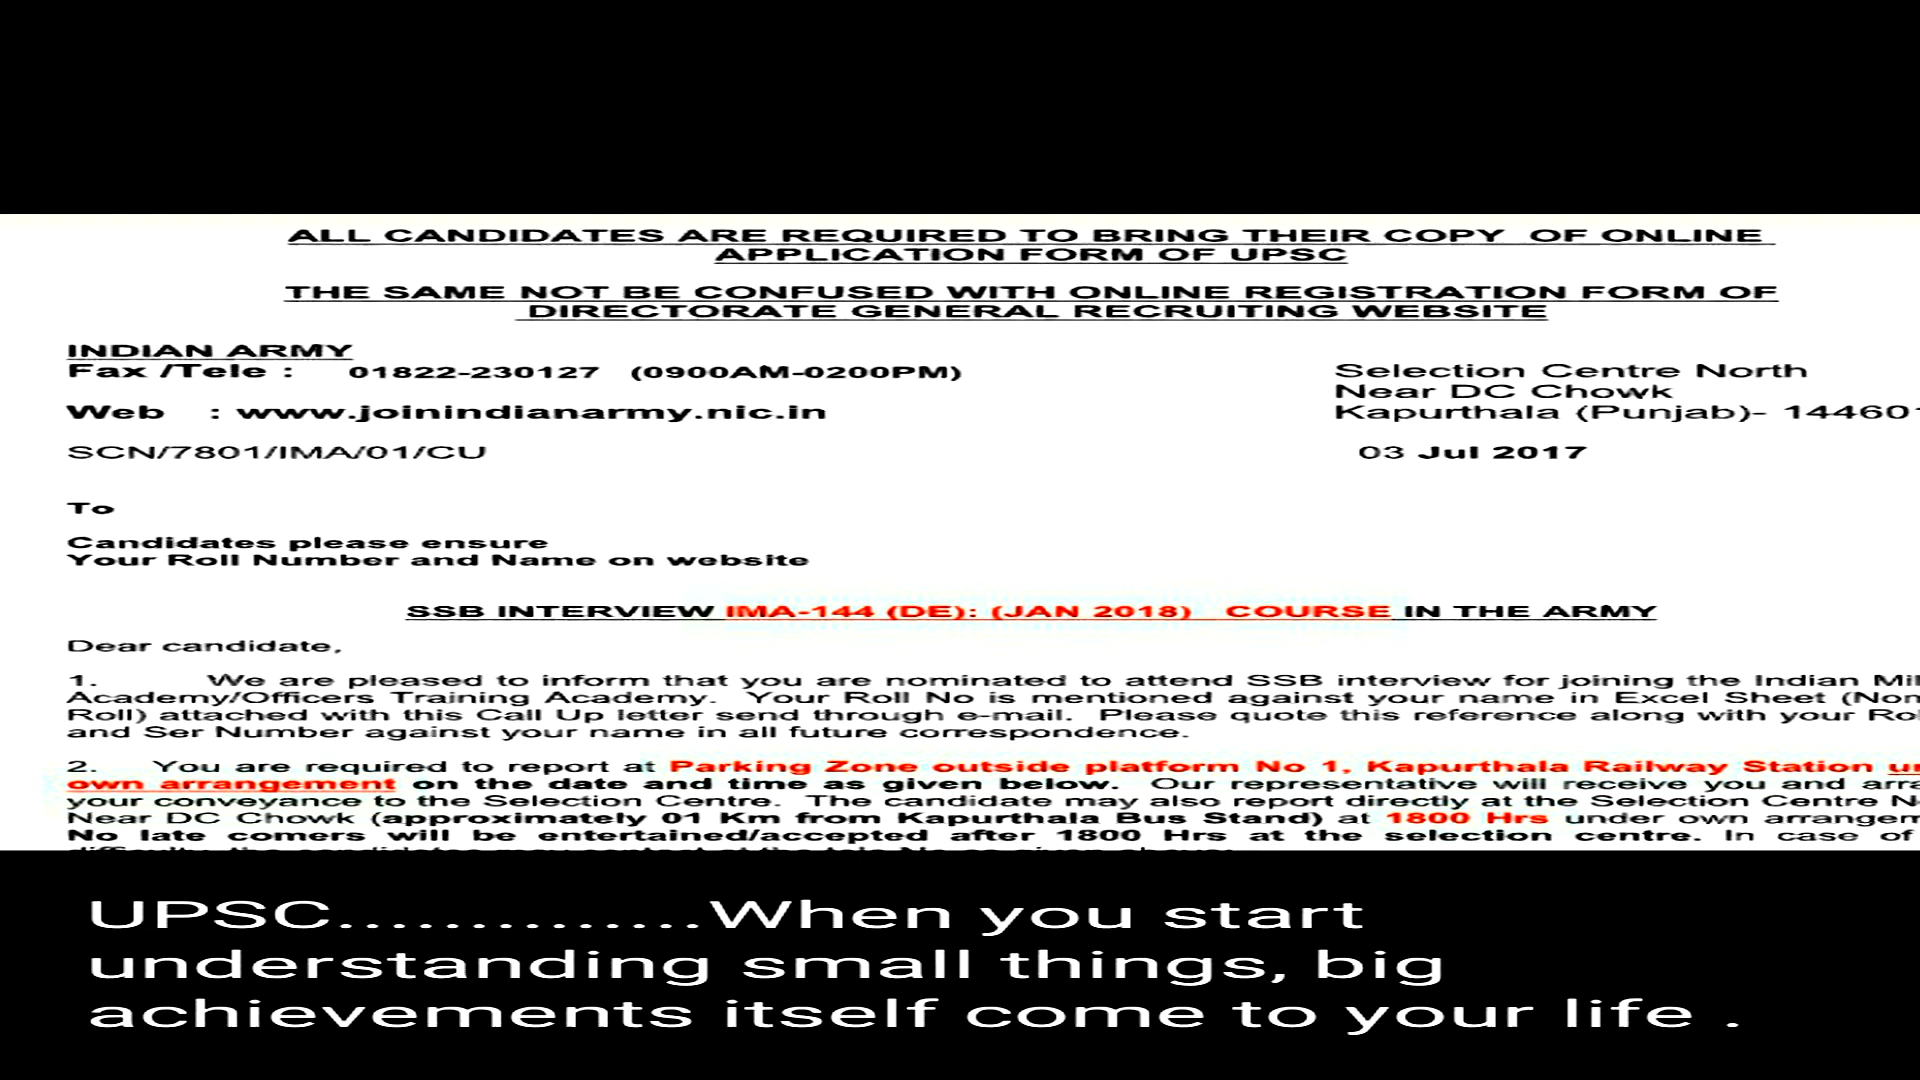 ALL CANDIDATES ARE REQUIRED TO BRING THEIR COPY OF ONLINE
APPLICATION FORM OF UPSC
THE SAME NOT BE CONFUSED WITH ONLINE REGISTRATION FORM OF
DIRECTORATE GENERAL RECRUITING WEBSITE
INDIAN ARMY
Fax /Tele : 01822-230127 (0900AM-0200PM)
Selection Centre North
Near DC Chowk
Web : www.joinindianarmy.nic.in
Kapurthala (Punjab)- 14460
SCN/7801/IMA/01/CU
03 Jul 2017
To
Candidates please ensure
Your Roll Number and Name on website
SSB INTERVIEW IMA-144 (DE): (JAN 2018) COURSE IN THE ARMY
Dear candidate,
1. We are pleased to inform that you are nominated to attend SSB interview for joining the Indian Mil
Academy/Officers Training Academy. Your Roll No is mentioned against your name in Excel Sheet (Nom
Roll) attached with this Call Up letter send through e-mail. Please quote this reference along with your Rol
and Ser Number against your name in all future correspondence.
2. You are required to report at Parking Zone outside platform No 1, Kapurthala Railway Station un
own arrangement on the date and time as given below. Our representative will receive you and arra
your conveyance to the Selection Centre. The candidate may also report directly at the Selection Centre N
Near DC Chowk (approximately 01 Km from Kapurthala Bus Stand) at 1800 Hrs under own arrangem
No late comers will be entertained/accepted after 1800 Hrs at the selection centre. In case of
UPSC..............When you start
understanding small things, big
achievements itself come to your life .